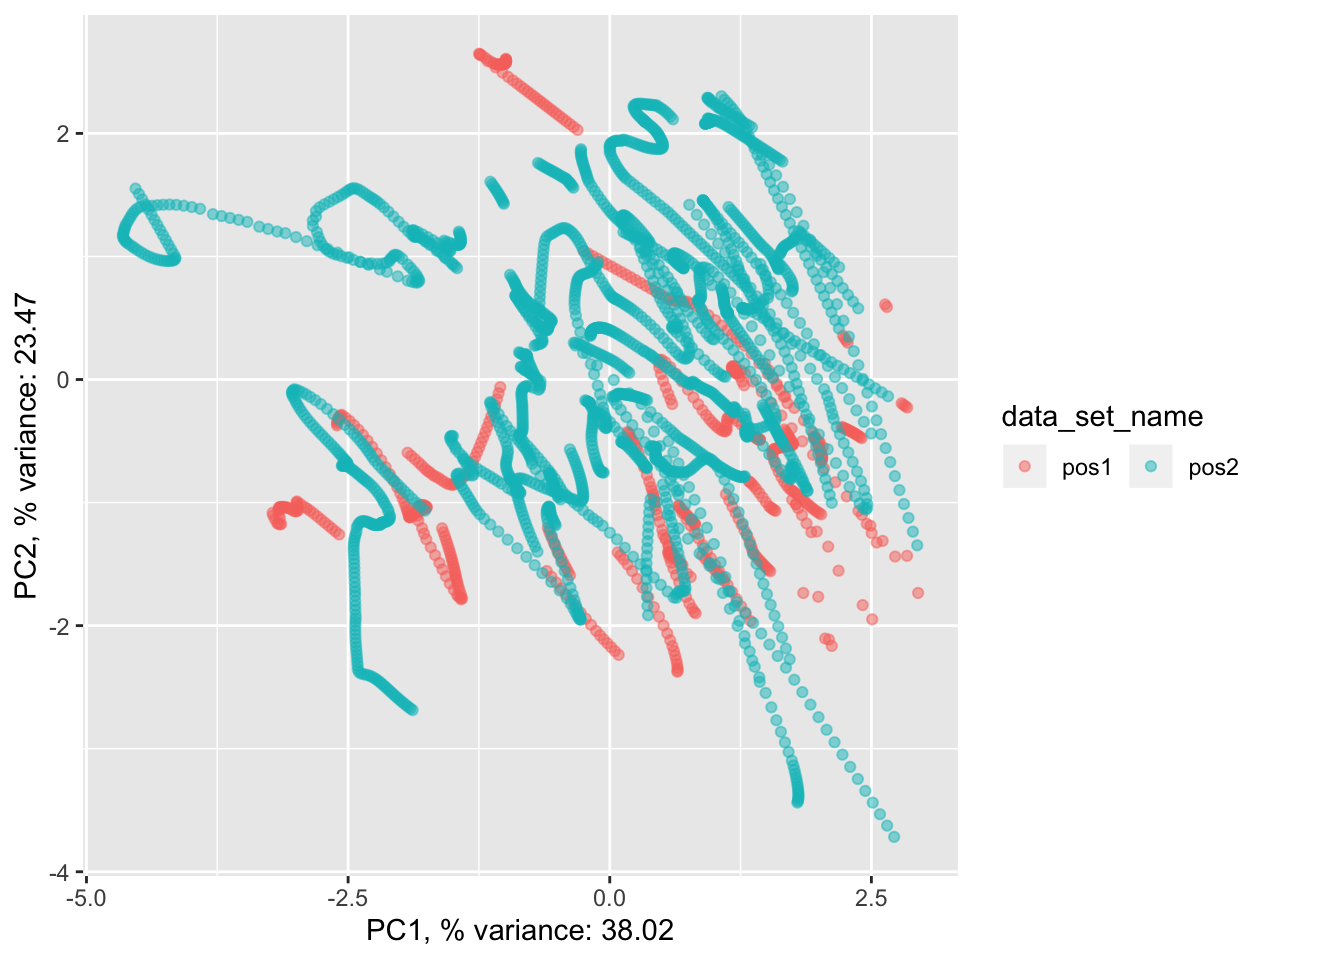 2
0
-2
-4
-5.0
-2.5
0.0
2.5
PC1, % variance: 38.02
PC2, % variance: 23.47
data_set_name
pos1
pos2